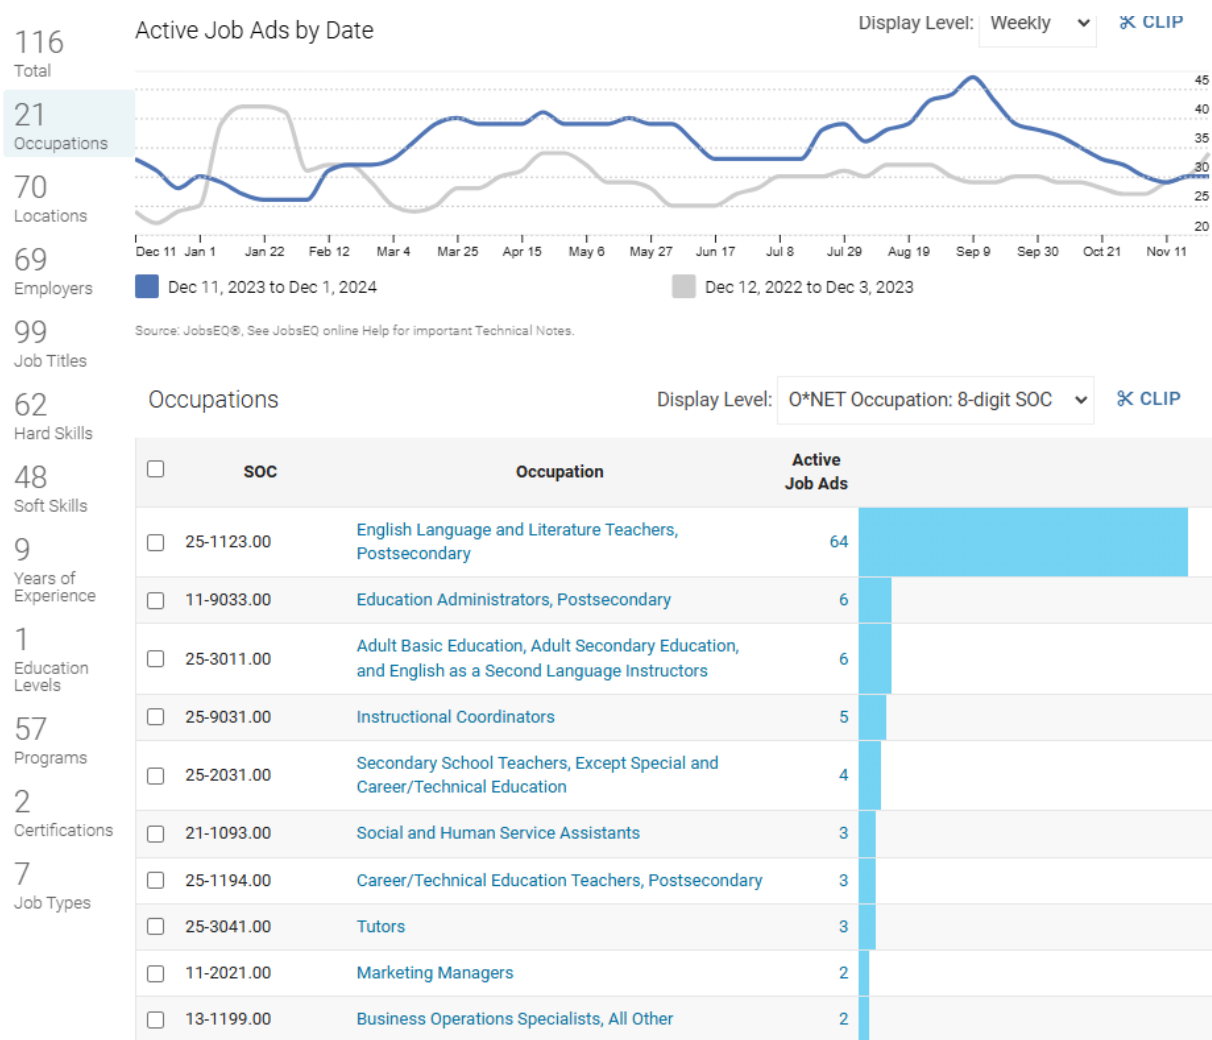 116
Total
21
Occupations
70
Locations
69
Employers
99
Job Titles
62
Hard Skills
48
Soft Skills
9
Years of
Experience
1
Education
Levels
57
Programs
2
Certifications
7
Job Types
Active Job Ads by Date
Display Level: Weekly CLIP
45
40
35
30
25
20
Dec 11 Jan 1 Jan 22 Feb 12 Mar 4 Mar 25 Apr 15 May 6 May 27 Jun 17 Jul 8 Jul 29 Aug 19 Sep 9 Sep 30 Oct 21 Nov 11
Dec 11, 2023 to Dec 1, 2024 Dec 12, 2022 to Dec 3, 2023
Source: JobsEQ®, See JobsEQ online Help for important Technical Notes.
Occupations Display Level: O*NET Occupation: 8-digit SOC CLIP
SOC Occupation Active
Job Ads
25-1123.00 English Language and Literature Teachers,
Postsecondary 64
11-9033.00 Education Administrators, Postsecondary 6
25-3011.00 Adult Basic Education, Adult Secondary Education,
and English as a Second Language Instructors 6
25-9031.00 Instructional Coordinators 5
25-2031.00 Secondary School Teachers, Except Special and
Career/Technical Education 4
21-1093.00 Social and Human Service Assistants 3
25-1194.00 Career/Technical Education Teachers, Postsecondary 3
25-3041.00 Tutors 3
11-2021.00 Marketing Managers 2
13-1199.00 Business Operations Specialists, All Other 2